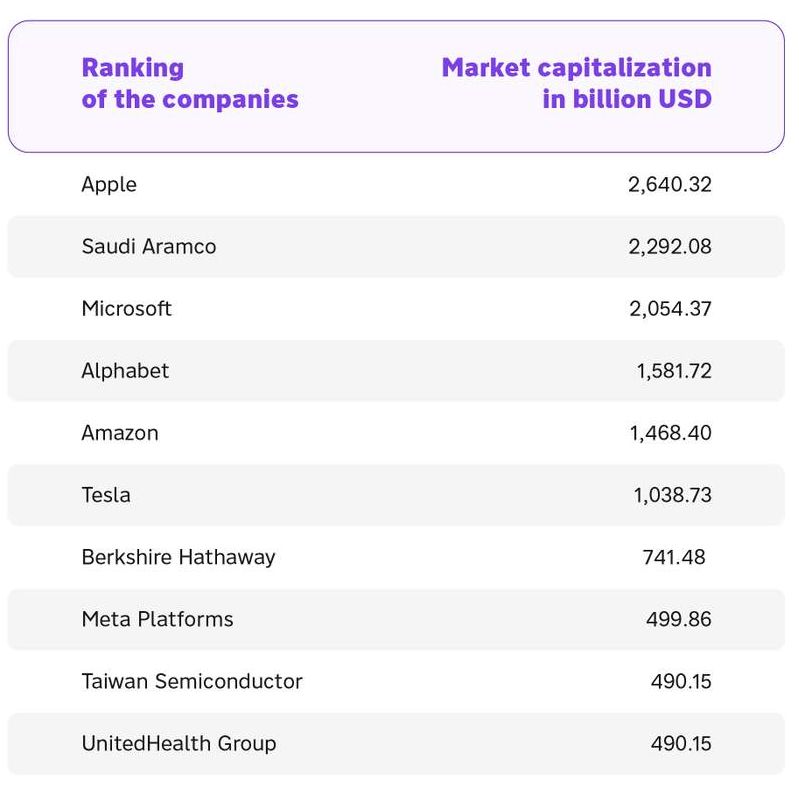 Ranking
of the companies
Market capitalization
in billion USD
Apple 2,640.32
Saudi Aramco 2,292.08
Microsoft 2,054.37
Alphabet 1,581.72
Amazon 1,468.40
Tesla 1,038.73
Berkshire Hathaway 741.48
Meta Platforms 499.86
Taiwan Semiconductor 490.15
UnitedHealth Group 490.15